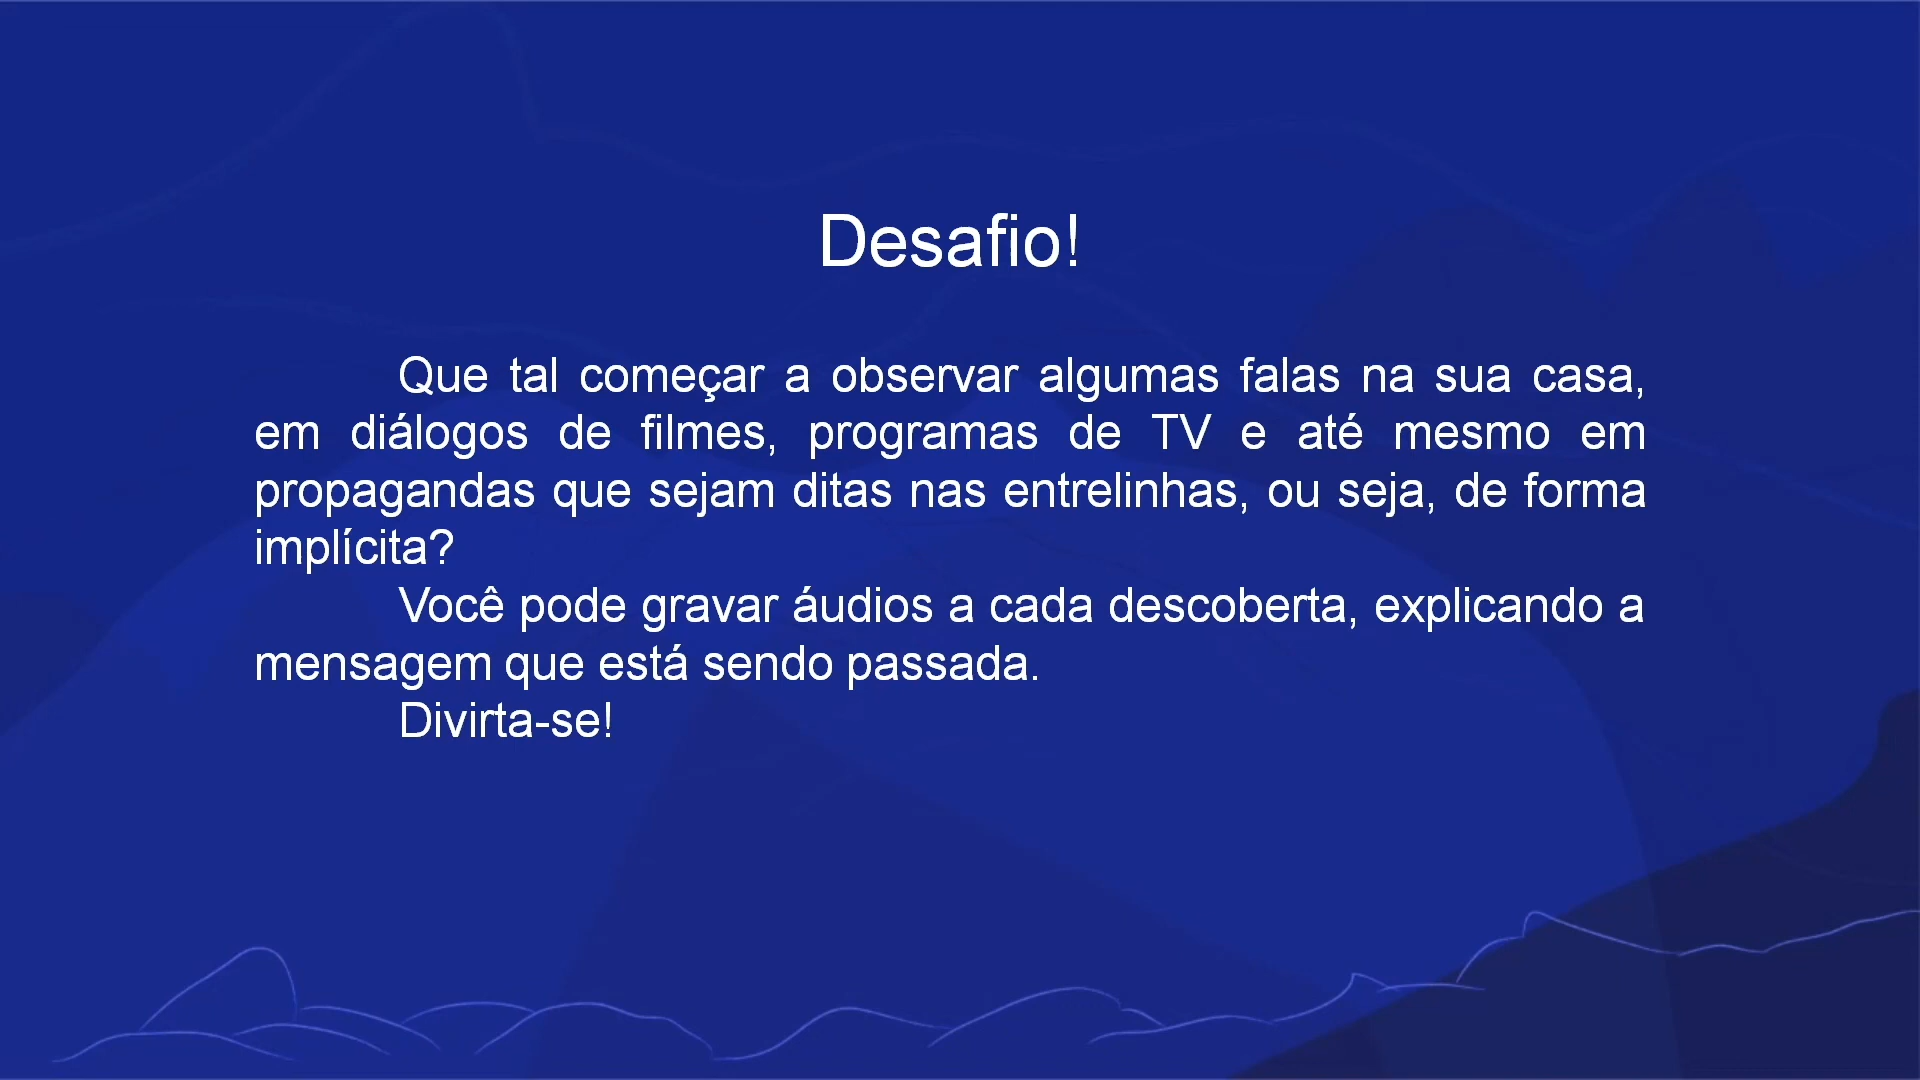 Desafio!
Que tal começar a observar algumas falas na sua casa,
em diálogos de filmes, programas de TV e até mesmo em
propagandas que sejam ditas nas entrelinhas, ou seja, de forma
implícita?
Você pode gravar áudios a cada descoberta, explicando a
mensagem que está sendo passada.
Divirta-se!